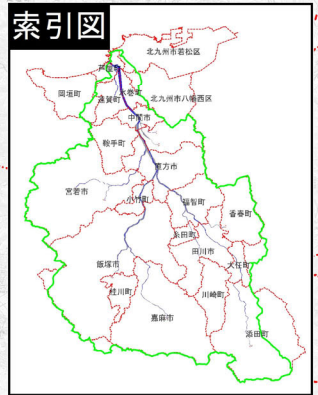 索引図
北九州市若松区
芦屋町
水巻町
岡垣町
遠賀町
北九州市八幡西区
中間市
鞍手町
直方市
宮若市
小竹町
福智町
香春町
糸田町
田川市
飯塚市
大任町
桂川町
川崎町
嘉麻市
添田町